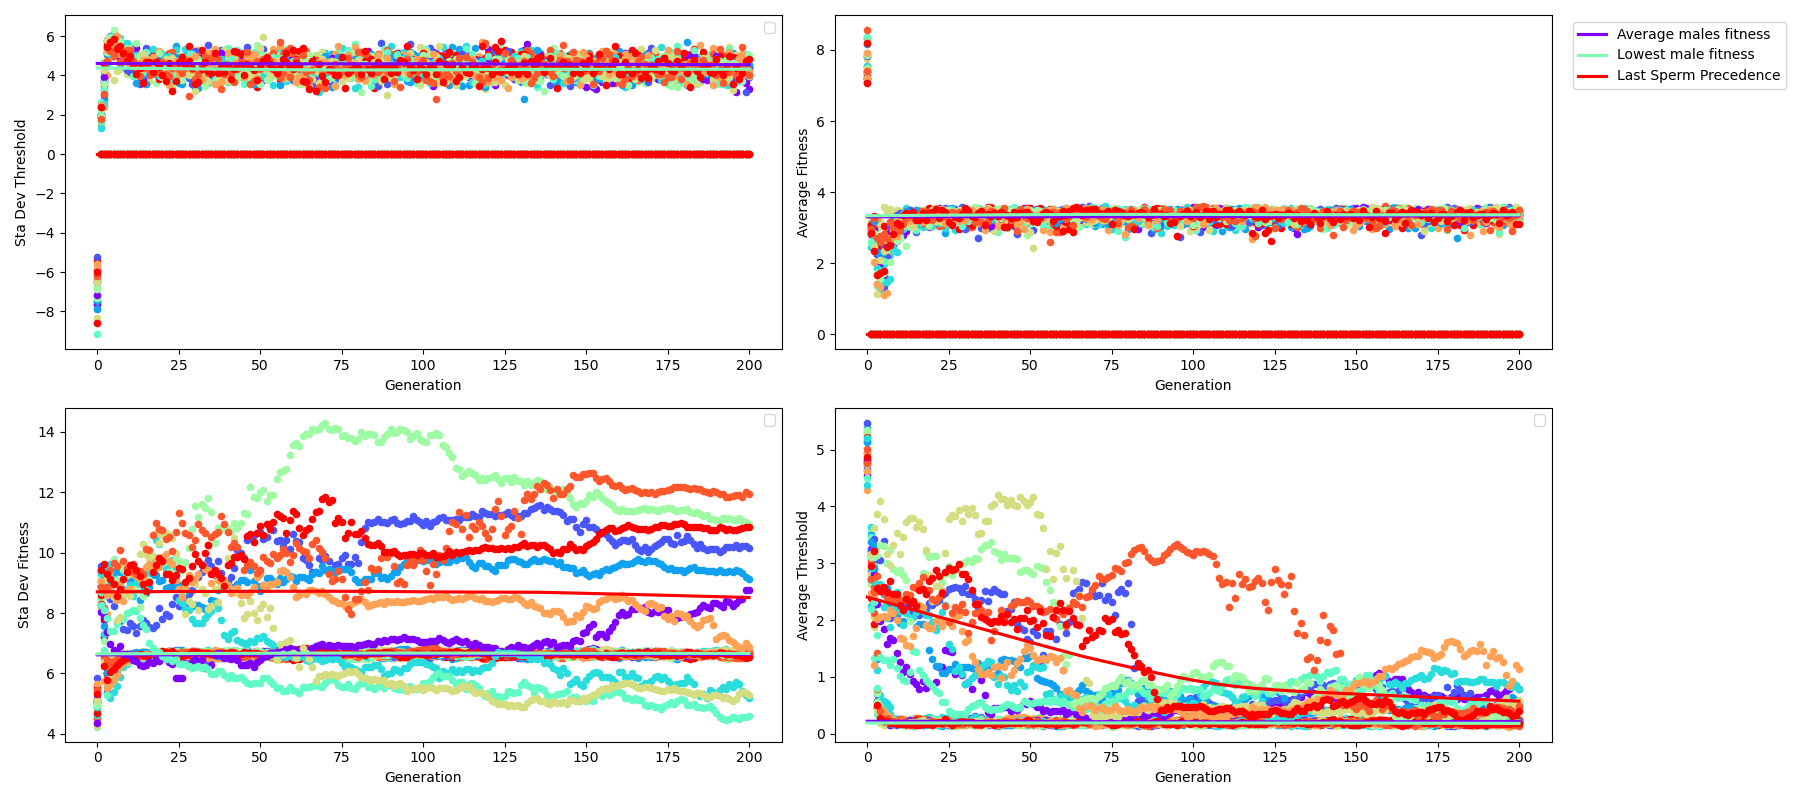 6
4
2
0
−2
−4
−6
−8
Sta Dev Threshold
0 25 50 75 100 125 150 175 200
Generation
8
6
4
2
0
Average Fitness
0 25 50 75 100 125 150 175 200
Generation
Average males fitness
Lowest male fitness
Last Sperm Precedence
14
12
10
8
6
4
Sta Dev Fitness
0 25 50 75 100 125 150 175 200
Generation
5
4
3
2
1
0
Average Threshold
0 25 50 75 100 125 150 175 200
Generation